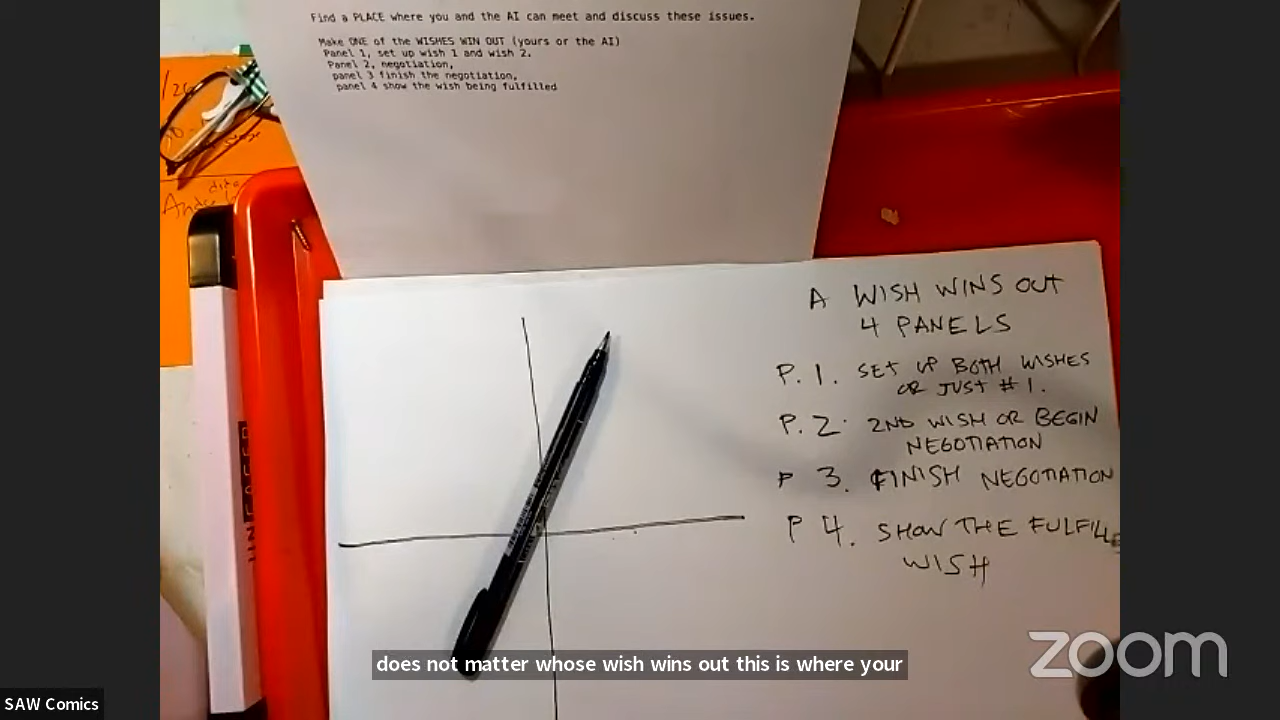 Find a PLACE where you and the AI can meet and discuss these issues.
Make ONE of the WISHES WIN OUT (yours or the AI)
Panel 1, set up wish 1 and wish 2.
Panel 2, negotiation,
panel 3 finish the negotiation,
panel 4 show the wish being fulfilled
A WISH WINS OUT
4 PANELS
P. 1. SET UP BOTH WISHES
OR JUST #1.
P. 2. 2ND WISH OR BEGIN
NEGOTIATION
P 3. FINISH NEGOTIATION
P 4. SHOW THE FULFILLE
WISH
does not matter whose wish wins out this is where your
zoom
SAW Comics